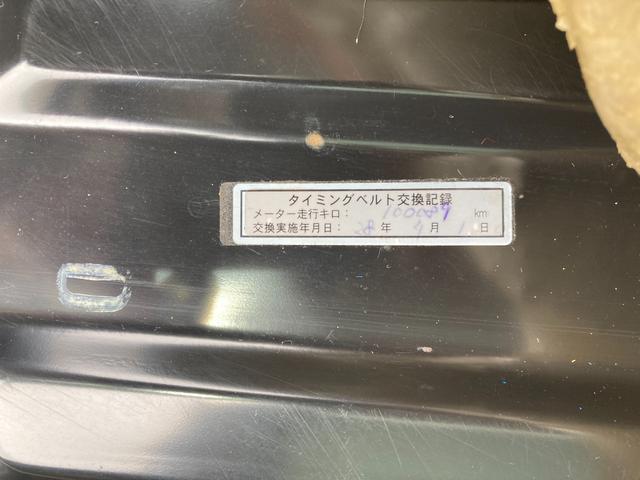 タイミングベルト交換記録
メーター走行キロ: 100089 km
交換実施年月日: 28 年 9 月 1 日